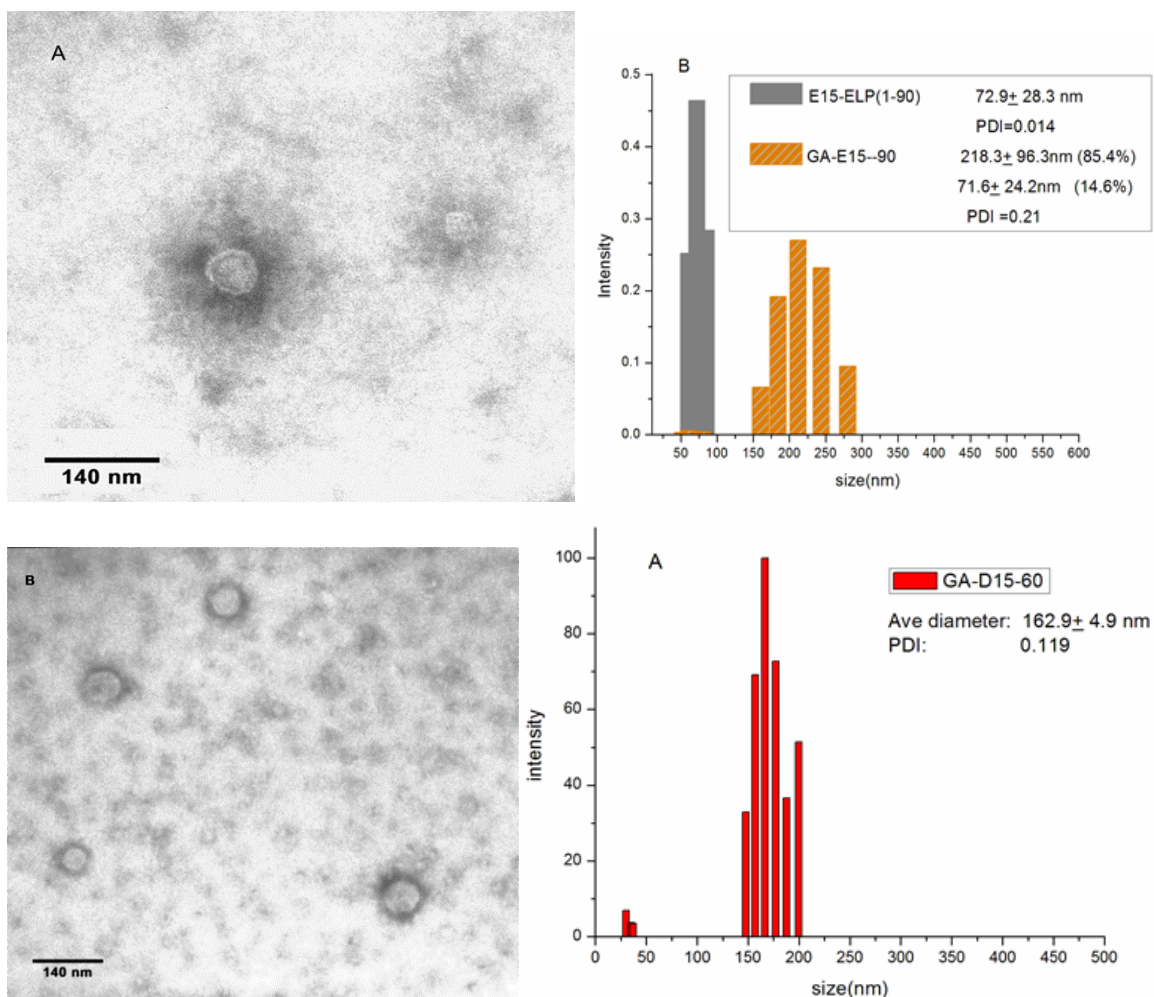 A
140 nm
B
0.5
0.4
0.3
0.2
0.1
0.0
Intensity
E15-ELP(1-90) 72.9± 28.3 nm
PDI=0.014
GA-E15--90 218.3± 96.3nm (85.4%)
71.6± 24.2nm (14.6%)
PDI =0.21
50 100 150 200 250 300 350 400 450 500 550 600
size(nm)
B
140 nm
A
100
80
60
40
20
0
intensity
GA-D15-60
Ave diameter: 162.9± 4.9 nm
PDI: 0.119
0 50 100 150 200 250 300 350 400 450 500
size(nm)